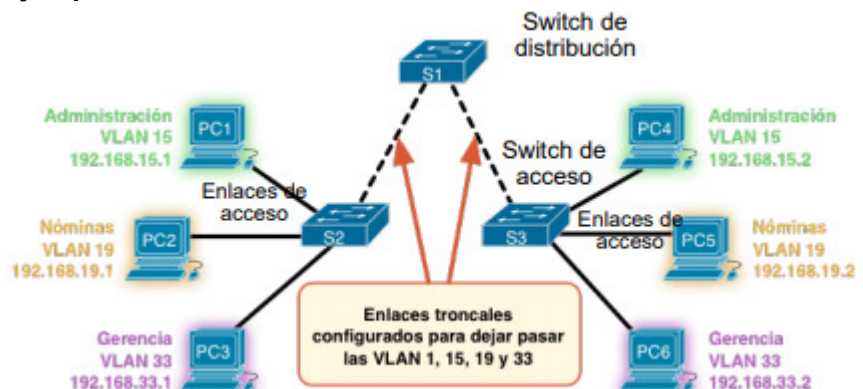 Switch de
distribución
S1
Administración
VLAN 15
192.168.15.1
PC1
PC4
Administración
VLAN 15
192.168.15.2
Switch de
acceso
Enlaces de
acceso
Enlaces de
acceso
Nóminas
VLAN 19
192.168.19.1
PC2
S2
S3
PC5
Nóminas
VLAN 19
192.168.19.2
Enlaces troncales
configurados para dejar pasar
las VLAN 1, 15, 19 y 33
Gerencia
VLAN 33
192.168.33.1
PC3
PC6
Gerencia
VLAN 33
192.168.33.2